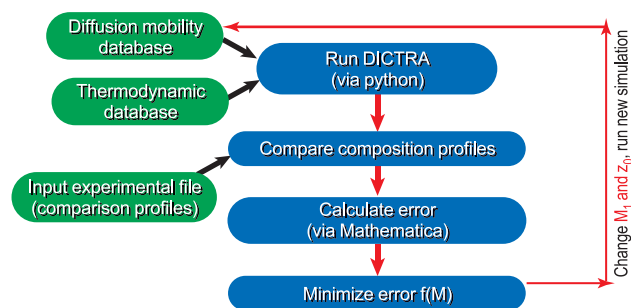 Diffusion mobility
database
Run DICTRA
(via python)
Thermodynamic
database
Compare composition profiles
Input experimental file
(comparison profiles)
Calculate error
(via Mathematica)
Minimize error f(M)
Change M₁ and z₀, run new simulation